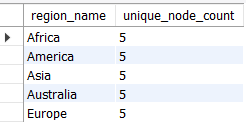 region_name unique_node_count
Africa 5
America 5
Asia 5
Australia 5
Europe 5